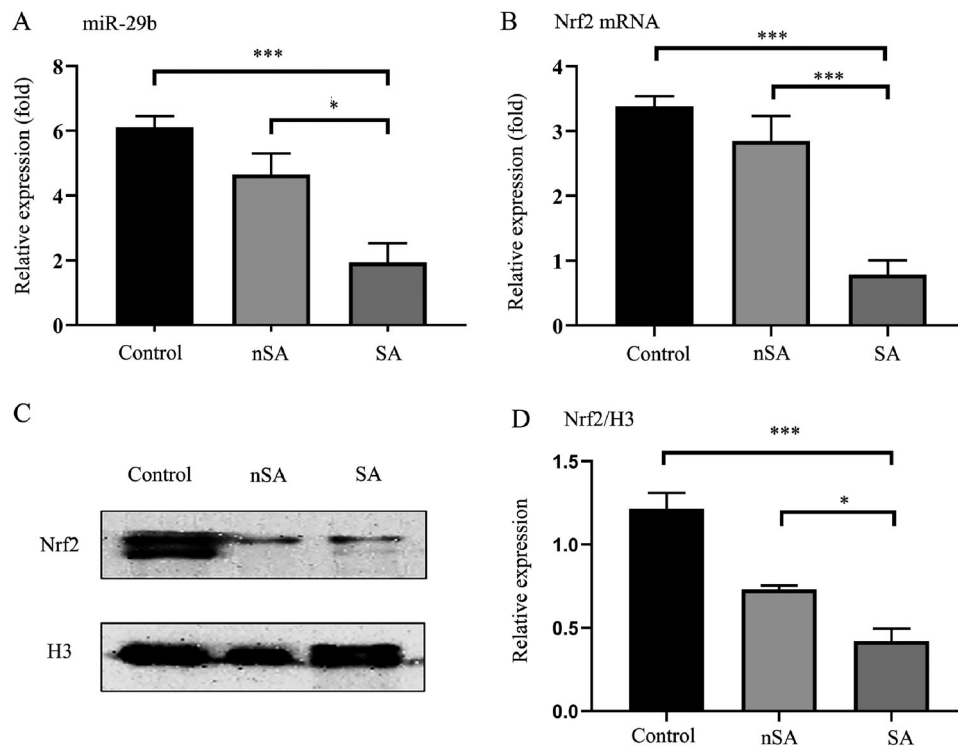 A
miR-29b
Relative expression (fold)
8
6
4
2
0
***
*
Control
nSA
SA
B
Nrf2 mRNA
Relative expression (fold)
4
3
2
1
0
***
***
Control
nSA
SA
C
Control
nSA
SA
Nrf2
H3
D
Nrf2/H3
Relative expression
1.5
1.0
0.5
0.0
***
*
Control
nSA
SA